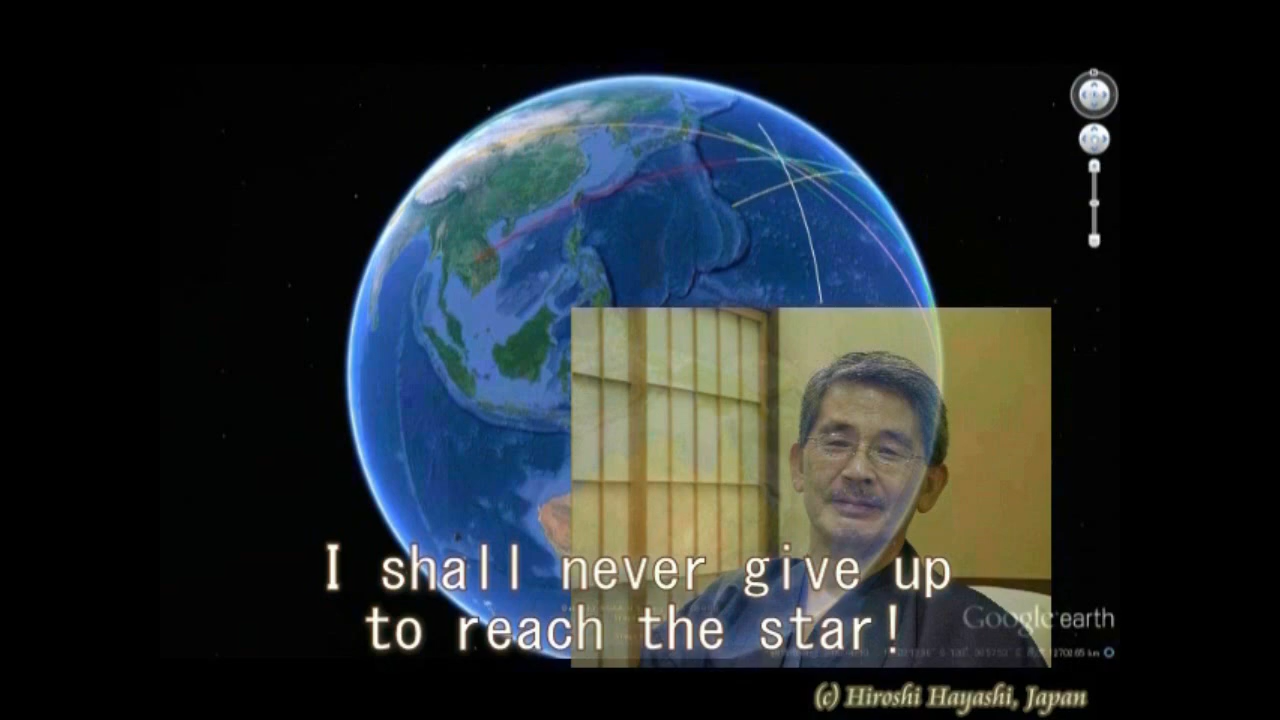 I shall never give up
to reach the star!
Google earth
(c) Hiroshi Hayashi, Japan